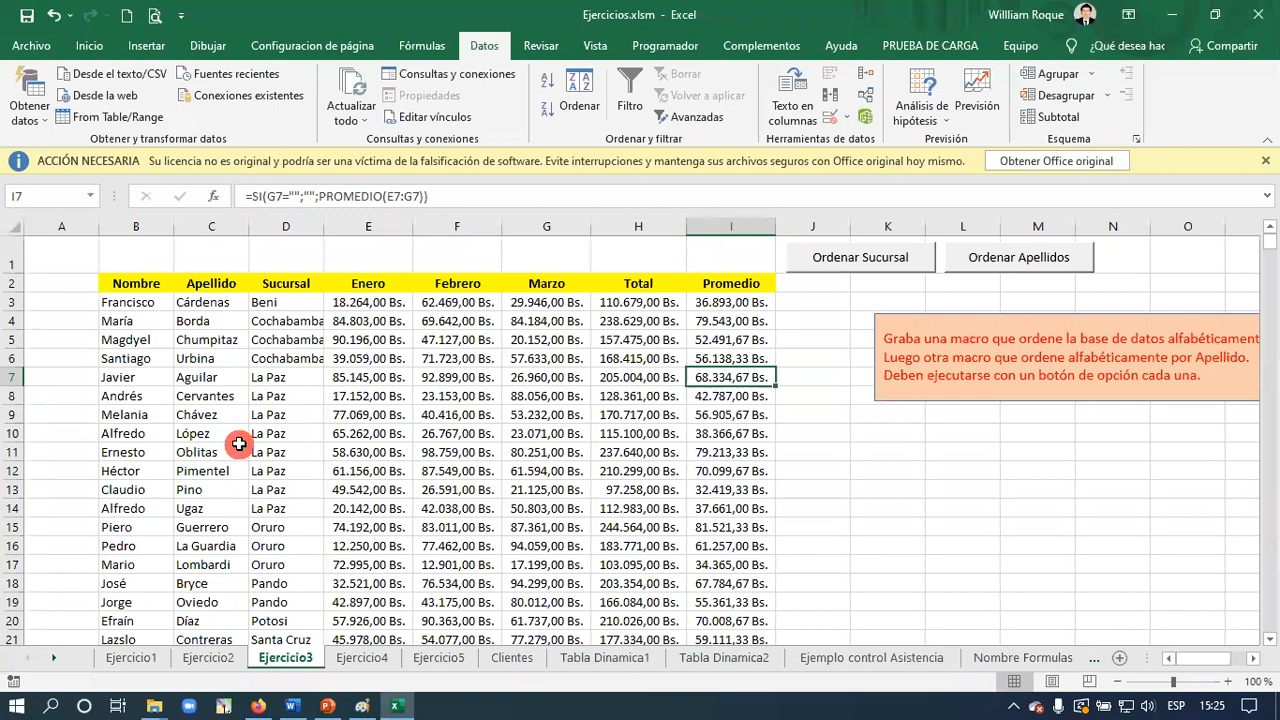 Ejercicios.xlsm - Excel
Willliam Roque
Archivo Inicio Insertar Dibujar Configuracion de página Fórmulas Datos Revisar Vista Programador Complementos Ayuda PRUEBA DE CARGA Equipo ¿Qué desea hac Compartir
Obtener datos
Desde el texto/CSV
Desde la web
From Table/Range
Fuentes recientes
Conexiones existentes
Obtener y transformar datos
Actualizar todo
Consultas y conexiones
Propiedades
Editar vínculos
Consultas y conexiones
Ordenar
Filtro
Borrar
Volver a aplicar
Avanzadas
Ordenar y filtrar
Texto en columnas
Herramientas de datos
Análisis de hipótesis
Previsión
Previsión
Agrupar
Desagrupar
Subtotal
Esquema
ACCIÓN NECESARIA Su licencia no es original y podría ser una víctima de la falsificación de software. Evite interrupciones y mantenga sus archivos seguros con Office original hoy mismo. Obtener Office original
I7 fx =SI(G7="";"";PROMEDIO(E7:G7))
A B C D E F G H I J K L M N O
1 Ordenar Sucursal Ordenar Apellidos
2 Nombre Apellido Sucursal Enero Febrero Marzo Total Promedio
3 Francisco Cárdenas Beni 18.264,00 Bs. 62.469,00 Bs. 29.946,00 Bs. 110.679,00 Bs. 36.893,00 Bs.
4 María Borda Cochabamba 84.803,00 Bs. 69.642,00 Bs. 84.184,00 Bs. 238.629,00 Bs. 79.543,00 Bs.
5 Magdyel Chumpitaz Cochabamba 90.196,00 Bs. 47.127,00 Bs. 20.152,00 Bs. 157.475,00 Bs. 52.491,67 Bs.
6 Santiago Urbina Cochabamba 39.059,00 Bs. 71.723,00 Bs. 57.633,00 Bs. 168.415,00 Bs. 56.138,33 Bs.
7 Javier Aguilar La Paz 85.145,00 Bs. 92.899,00 Bs. 26.960,00 Bs. 205.004,00 Bs. 68.334,67 Bs.
8 Andrés Cervantes La Paz 17.152,00 Bs. 23.153,00 Bs. 88.056,00 Bs. 128.361,00 Bs. 42.787,00 Bs.
9 Melania Chávez La Paz 77.069,00 Bs. 40.416,00 Bs. 53.232,00 Bs. 170.717,00 Bs. 56.905,67 Bs.
10 Alfredo López La Paz 65.262,00 Bs. 26.767,00 Bs. 23.071,00 Bs. 115.100,00 Bs. 38.366,67 Bs.
11 Ernesto Oblitas La Paz 58.630,00 Bs. 98.759,00 Bs. 80.251,00 Bs. 237.640,00 Bs. 79.213,33 Bs.
12 Héctor Pimentel La Paz 61.156,00 Bs. 87.549,00 Bs. 61.594,00 Bs. 210.299,00 Bs. 70.099,67 Bs.
13 Claudio Pino La Paz 49.542,00 Bs. 26.591,00 Bs. 21.125,00 Bs. 97.258,00 Bs. 32.419,33 Bs.
14 Alfredo Ugaz La Paz 20.142,00 Bs. 42.038,00 Bs. 50.803,00 Bs. 112.983,00 Bs. 37.661,00 Bs.
15 Piero Guerrero Oruro 74.192,00 Bs. 83.011,00 Bs. 87.361,00 Bs. 244.564,00 Bs. 81.521,33 Bs.
16 Pedro La Guardia Oruro 12.250,00 Bs. 77.462,00 Bs. 94.059,00 Bs. 183.771,00 Bs. 61.257,00 Bs.
17 Mario Lombardi Oruro 72.995,00 Bs. 12.901,00 Bs. 17.199,00 Bs. 103.095,00 Bs. 34.365,00 Bs.
18 José Bryce Pando 32.521,00 Bs. 76.534,00 Bs. 94.299,00 Bs. 203.354,00 Bs. 67.784,67 Bs.
19 Jorge Oviedo Pando 42.897,00 Bs. 43.175,00 Bs. 80.012,00 Bs. 166.084,00 Bs. 55.361,33 Bs.
20 Efraín Díaz Potosi 57.926,00 Bs. 90.363,00 Bs. 61.737,00 Bs. 210.026,00 Bs. 70.008,67 Bs.
21 Lazslo Contreras Santa Cruz 45.978,00 Bs. 54.077,00 Bs. 77.279,00 Bs. 177.334,00 Bs. 59.111,33 Bs.
Graba una macro que ordene la base de datos alfabéticament
Luego otra macro que ordene alfabéticamente por Apellido.
Deben ejecutarse con un botón de opción cada una.
Ejercicio1 Ejercicio2 Ejercicio3 Ejercicio4 Ejercicio5 Clientes Tabla Dinamica1 Tabla Dinamica2 Ejemplo control Asistencia Nombre Formulas ...
100 %
ESP 15:25